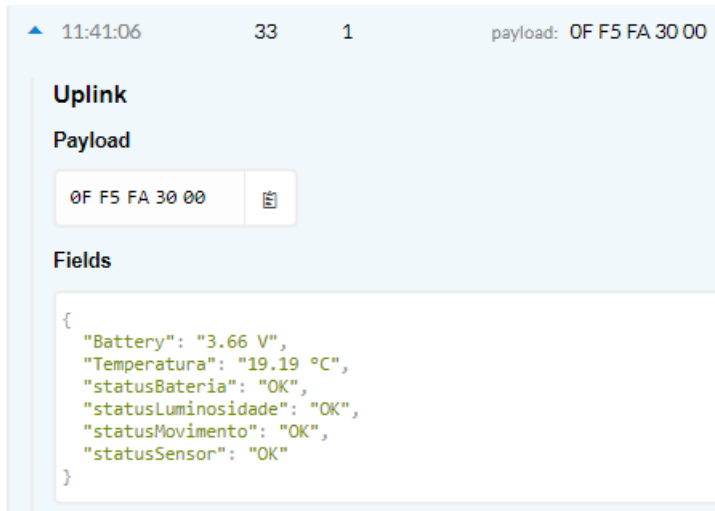 11:41:06 33 1 payload: 0F F5 FA 30 00
Uplink
Payload
0F F5 FA 30 00
Fields
{
"Battery": "3.66 V",
"Temperatura": "19.19 °C",
"statusBateria": "OK",
"statusLuminosidade": "OK",
"statusMovimento": "OK",
"statusSensor": "OK"
}